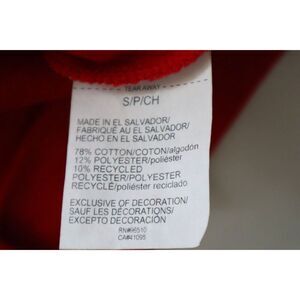 TEAR AWAY
S/P/CH
MADE IN EL SALVADOR/
FABRIQUÉ AU EL SALVADOR/
HECHO EN EL SALVADOR
78% COTTON/COTON/algodón
12% POLYESTER/poliéster
10% RECYCLED
POLYESTER/POLYESTER
RECYCLÉ/poliéster reciclado
EXCLUSIVE OF DECORATION/
SAUF LES DÉCORATIONS/
EXCEPTO DECORACIÓN
RN#96510
CA#41095